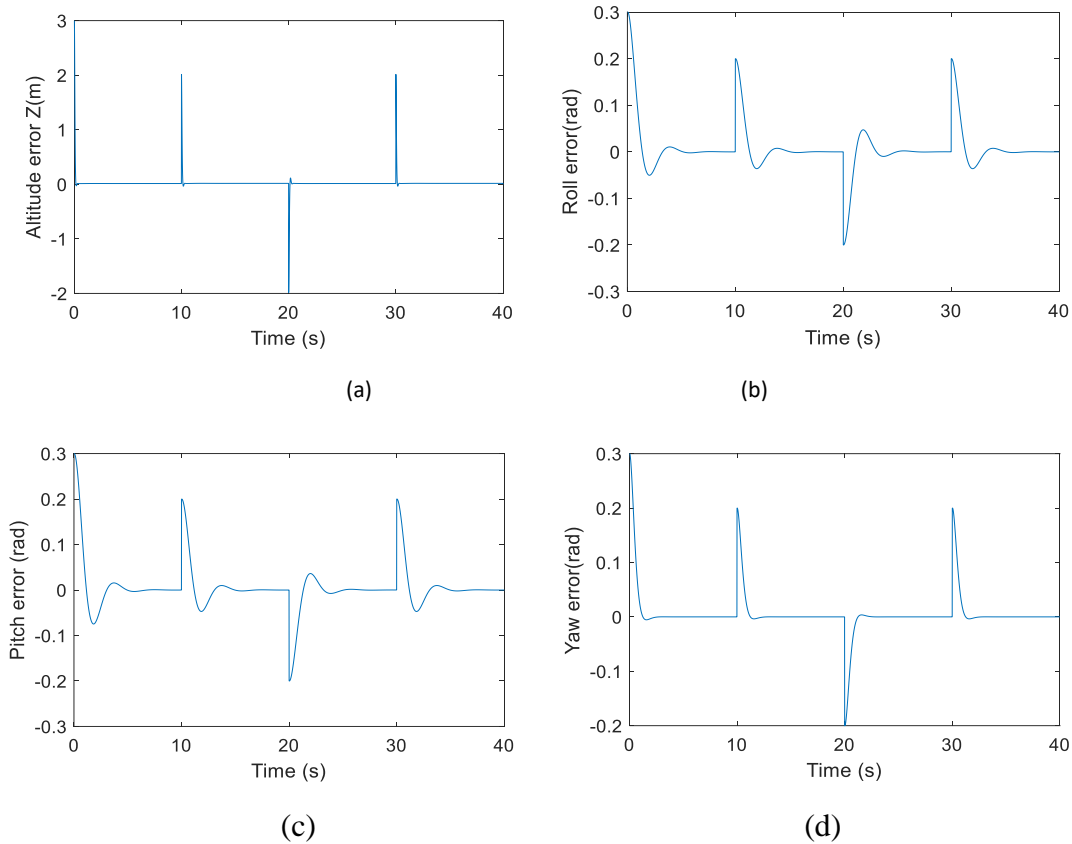 3
2
1
0
-1
-2
Altitude error Z(m)
0 10 20 30 40
Time (s)
(a)
0.3
0.2
0.1
0
-0.1
-0.2
-0.3
Roll error(rad)
0 10 20 30 40
Time (s)
(b)
0.3
0.2
0.1
0
-0.1
-0.2
-0.3
Pitch error (rad)
0 10 20 30 40
Time (s)
(c)
0.3
0.2
0.1
0
-0.1
-0.2
Yaw error(rad)
0 10 20 30 40
Time (s)
(d)